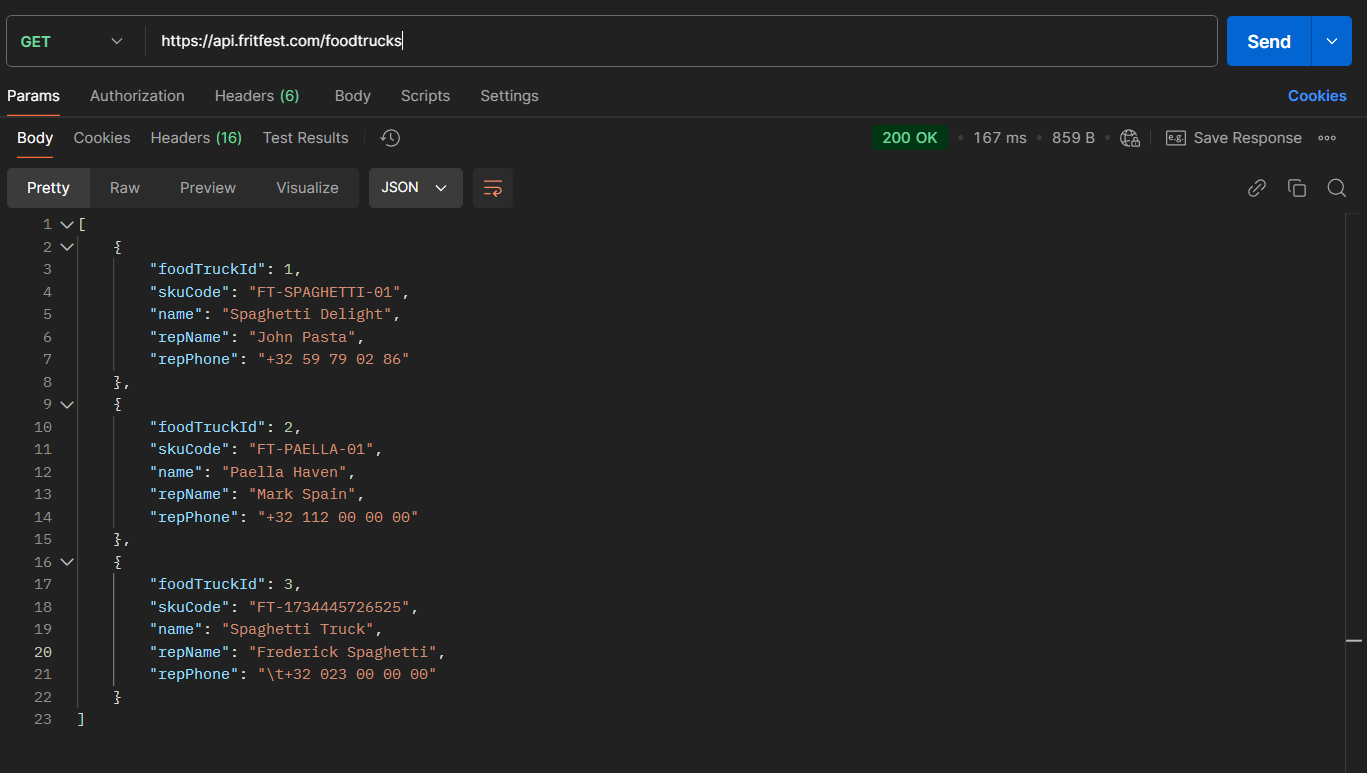 GET https://api.fritfest.com/foodtrucks Send
Params Authorization Headers (6) Body Scripts Settings Cookies
Body Cookies Headers (16) Test Results 200 OK 167 ms 859 B e.g. Save Response
Pretty Raw Preview Visualize JSON
1 [
2 {
3 "foodTruckId": 1,
4 "skuCode": "FT-SPAGHETTI-01",
5 "name": "Spaghetti Delight",
6 "repName": "John Pasta",
7 "repPhone": "+32 59 79 02 86"
8 },
9 {
10 "foodTruckId": 2,
11 "skuCode": "FT-PAELLA-01",
12 "name": "Paella Haven",
13 "repName": "Mark Spain",
14 "repPhone": "+32 112 00 00 00"
15 },
16 {
17 "foodTruckId": 3,
18 "skuCode": "FT-1734445726525",
19 "name": "Spaghetti Truck",
20 "repName": "Frederick Spaghetti",
21 "repPhone": "\t+32 023 00 00 00"
22 }
23 ]